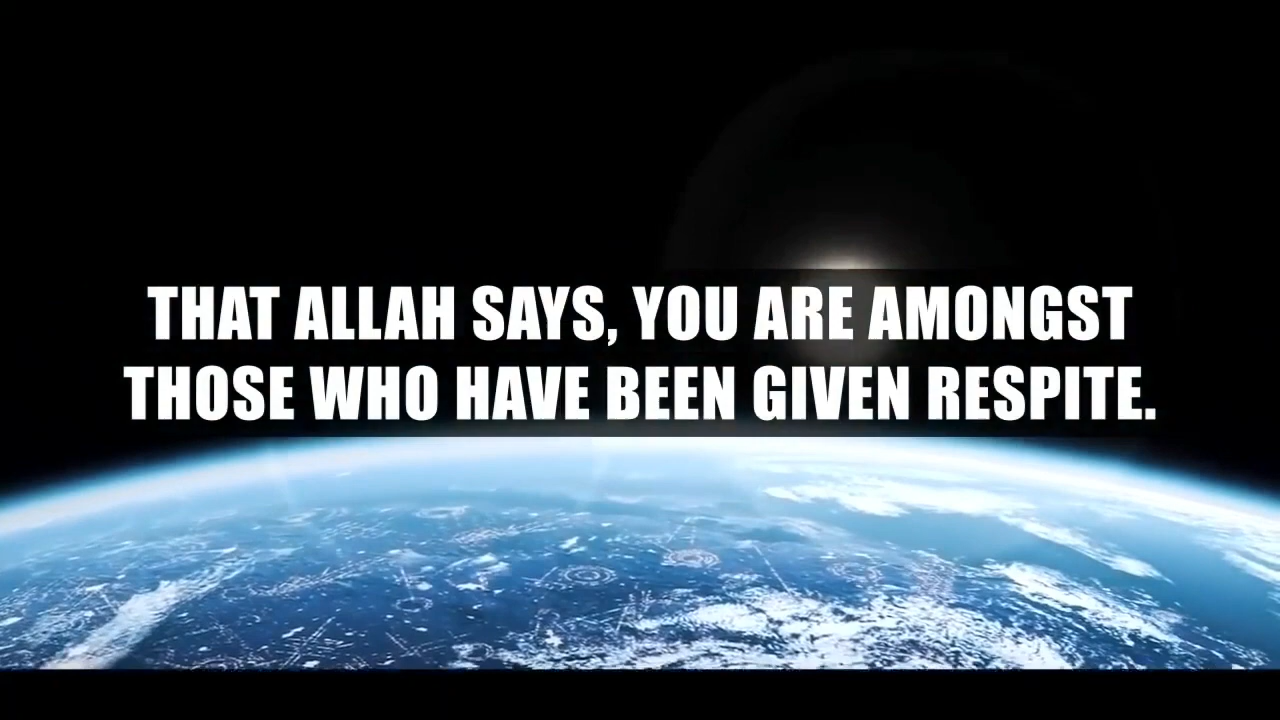 THAT ALLAH SAYS, YOU ARE AMONGST
THOSE WHO HAVE BEEN GIVEN RESPITE.